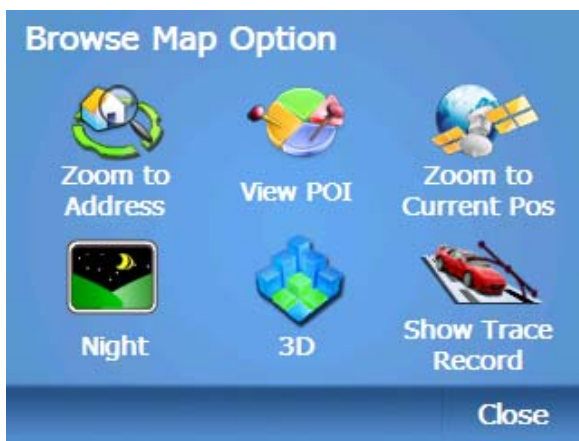 Browse Map Option
Zoom to
Address
View POI
Zoom to
Current Pos
Night
3D
Show Trace
Record
Close